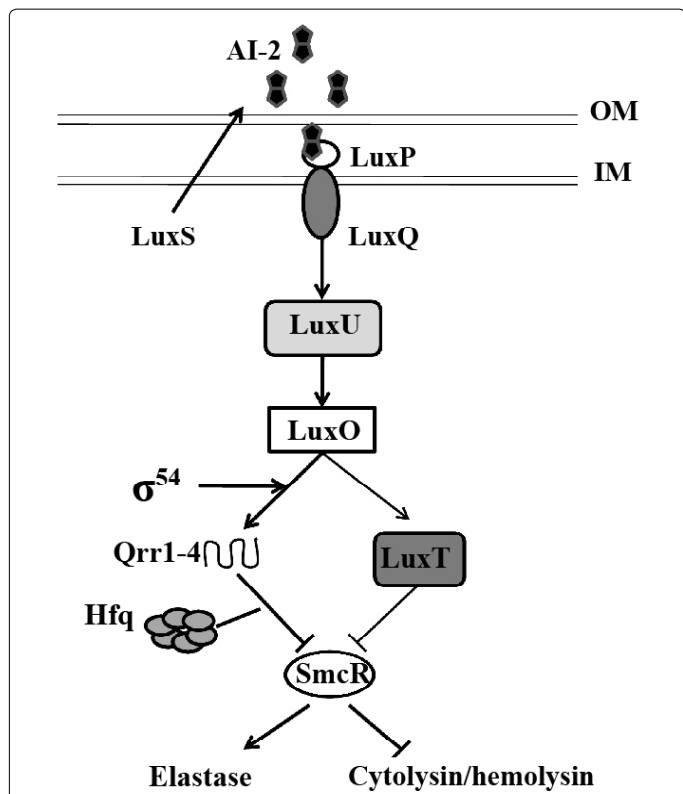 AI-2
OM
LuxP
IM
LuxS
LuxQ
LuxU
LuxO
σ54
Qrr1-4
LuxT
Hfq
SmcR
Elastase
Cytolysin/hemolysin